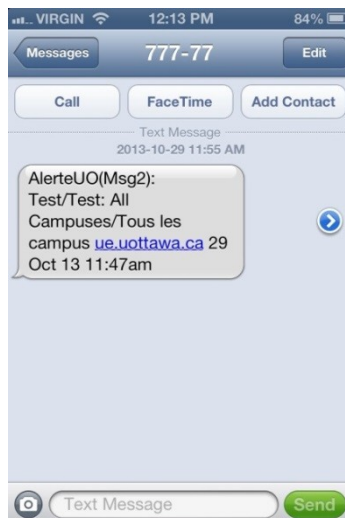 VIRGIN 12:13 PM 84%
Messages 777-77 Edit
Call FaceTime Add Contact
Text Message
2013-10-29 11:55 AM
AlerteUO(Msg2):
Test/Test: All
Campuses/Tous les
campus ue.uottawa.ca 29
Oct 13 11:47am
Text Message Send